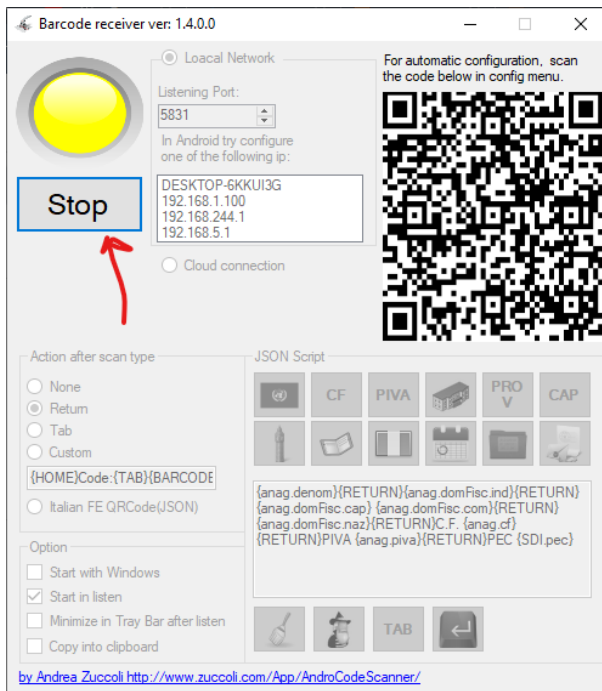 Barcode receiver ver: 1.4.0.0
Loacal Network
Listening Port:
5831
In Android try configure
one of the following ip:
DESKTOP-6KKUI3G
192.168.1.100
192.168.244.1
192.168.5.1
Cloud connection
Stop
For automatic configuration, scan
the code below in config menu.
Action after scan type
None
Return
Tab
Custom
{HOME}Code:{TAB}{BARCODE
Italian FE QRCode(JSON)
Option
Start with Windows
Start in listen
Minimize in Tray Bar after listen
Copy into clipboard
JSON Script
CF
PIVA
PRO
V
CAP
{anag.denom}{RETURN}{anag.domFisc.ind}{RETURN}
{anag.domFisc.cap} {anag.domFisc.com}{RETURN}
{anag.domFisc.naz}{RETURN}C.F. {anag.cf}
{RETURN}PIVA {anag.piva}{RETURN}PEC {SDI.pec}
TAB
by Andrea Zuccoli http://www.zuccoli.com/App/AndroCodeScanner/